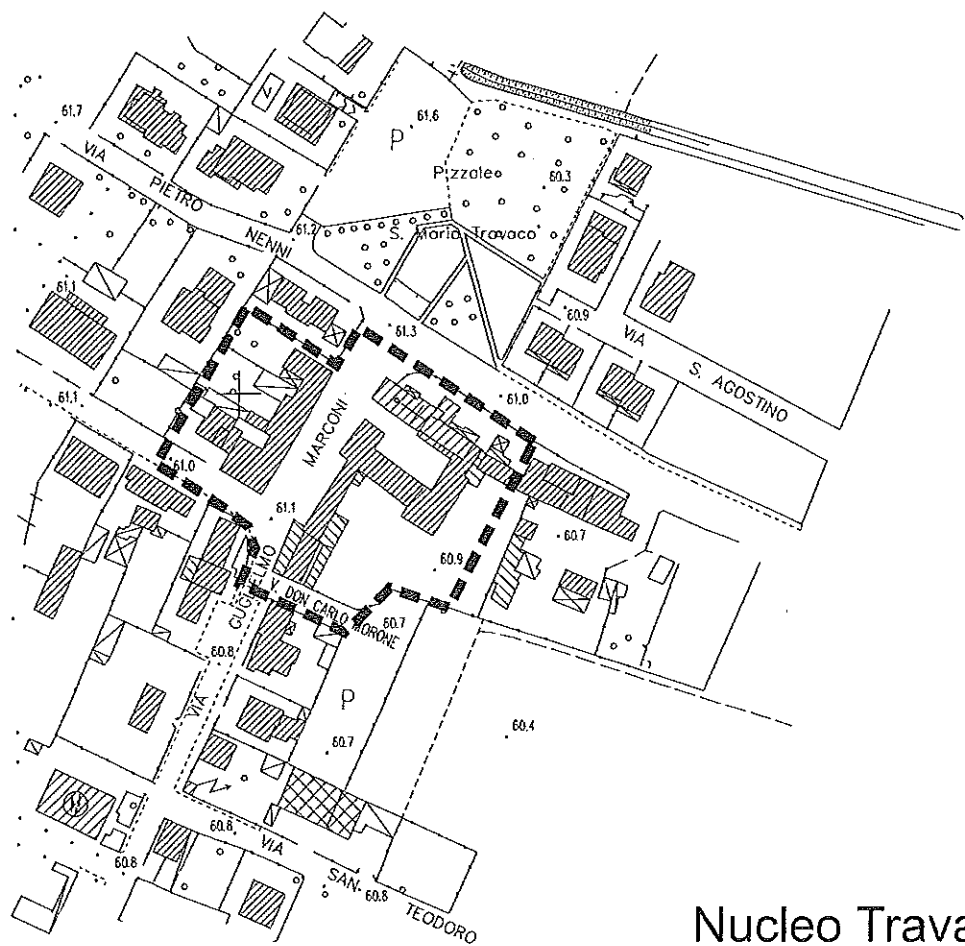 61.7
VIA PIETRO NENNI
P
61.6
Pizzale
60.3
S. Maria Travaco
61.2
61.1
61.3
60.9
VIA S. AGOSTINO
61.0
61.1
61.0
61.1
VIA GUGLIELMO MARCONI
60.9
60.7
V. DON CARLO MORONE
60.7
60.8
P
60.7
60.4
60.8
VIA SAN TEODORO
60.8
60.8
Nucleo Trava